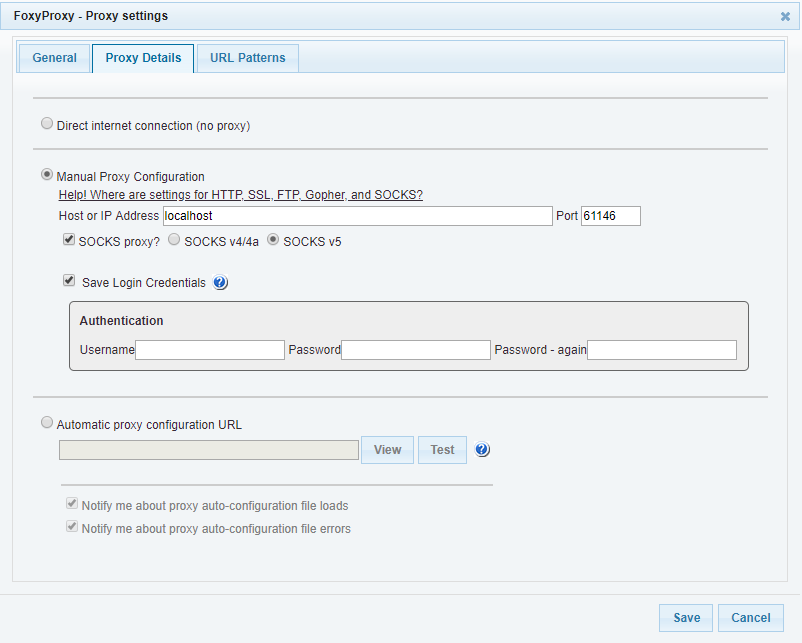 FoxyProxy - Proxy settings
General Proxy Details URL Patterns
Direct internet connection (no proxy)
Manual Proxy Configuration
Help! Where are settings for HTTP, SSL, FTP, Gopher, and SOCKS?
Host or IP Address localhost Port 61146
SOCKS proxy? SOCKS v4/4a SOCKS v5
Save Login Credentials ?
Authentication
Username Password Password - again
Automatic proxy configuration URL
View Test ?
Notify me about proxy auto-configuration file loads
Notify me about proxy auto-configuration file errors
Save Cancel